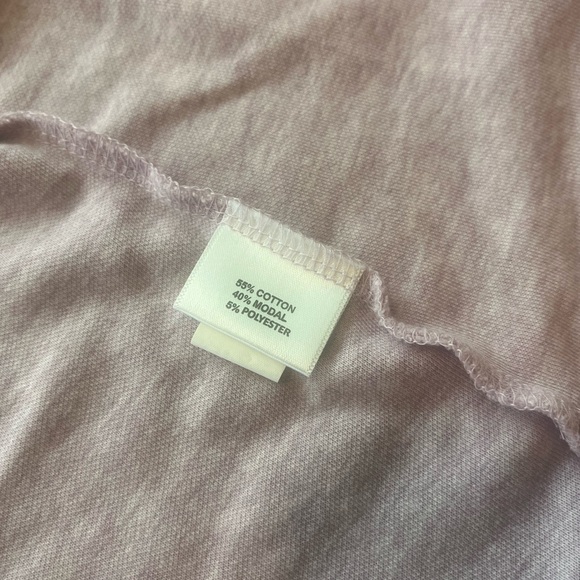 55% COTTON
40% MODAL
5% POLYESTER